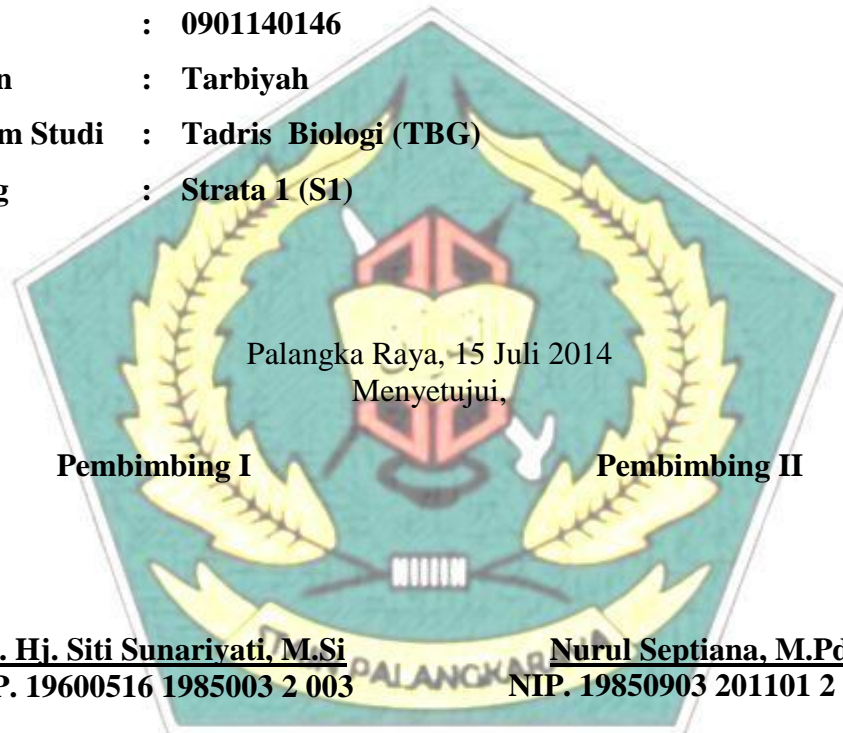 : 0901140146
n : Tarbiyah
m Studi : Tadris Biologi (TBG)
g : Strata 1 (S1)
Palangka Raya, 15 Juli 2014
Menyetujui,
Pembimbing I Pembimbing II
. Hj. Siti Sunariyati, M.Si Nurul Septiana, M.Pd
P. 19600516 1985003 2 003 NIP. 19850903 201101 2
PALANGKARAYA